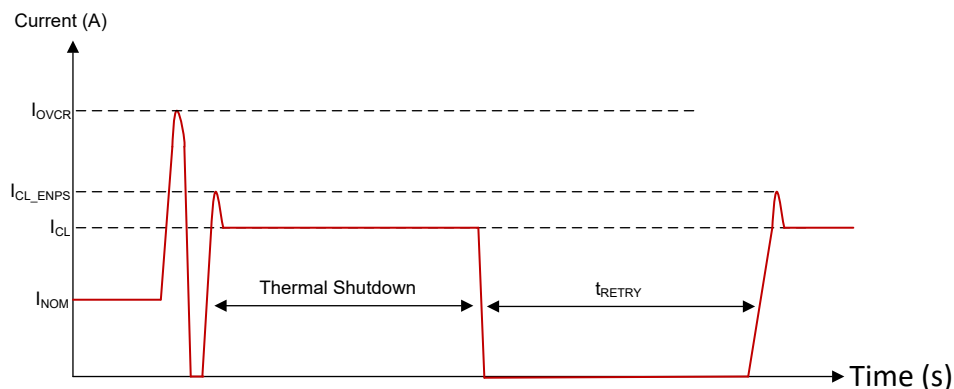 Current (A)
IOVCR
ICL_ENPS
ICL
INOM
Thermal Shutdown
tRETRY
Time (s)